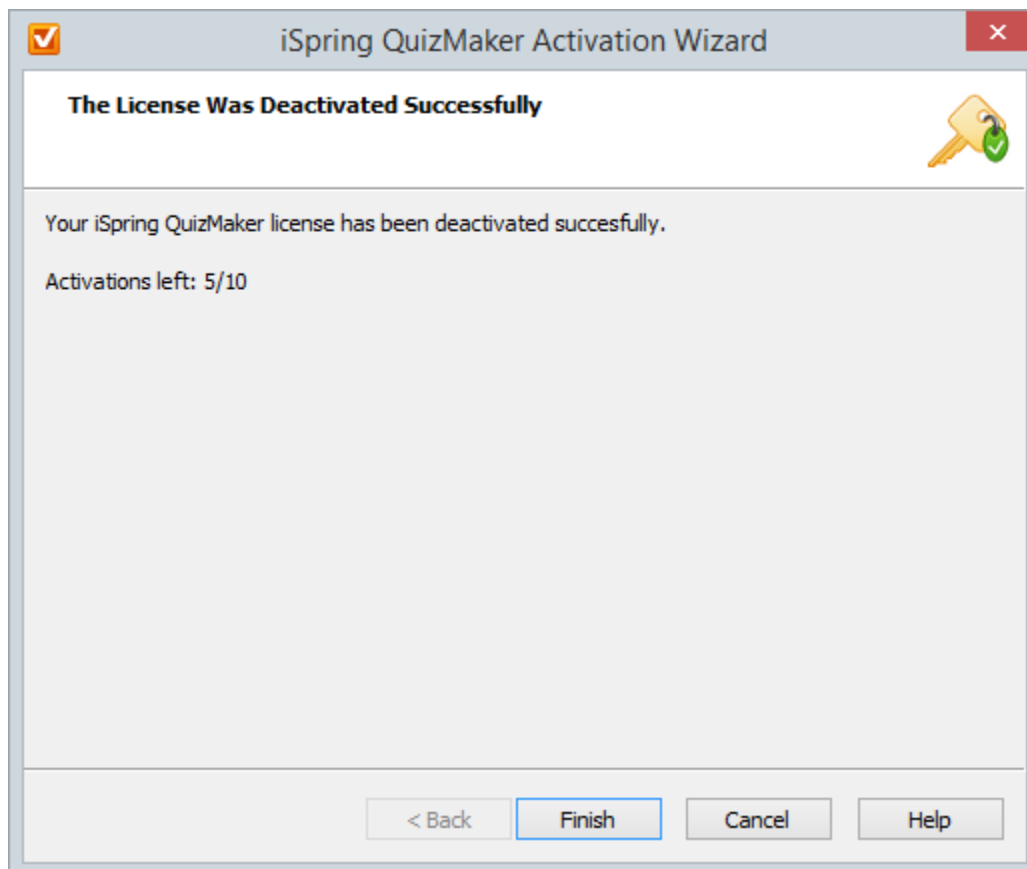 iSpring QuizMaker Activation Wizard
The License Was Deactivated Successfully
Your iSpring QuizMaker license has been deactivated succesfully.
Activations left: 5/10
< Back
Finish
Cancel
Help